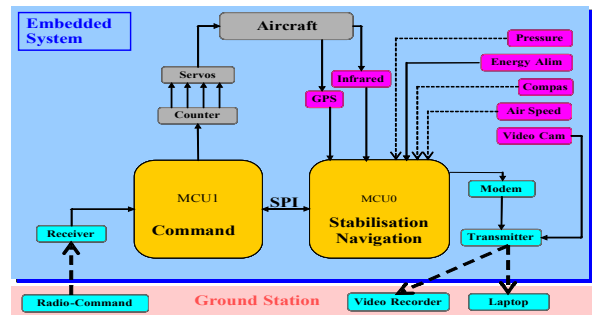 Embedded
System
Aircraft
Pressure
Servos
Infrared
Energy Alim
GPS
Compas
Counter
Air Speed
Video Cam
MCU1
Command
SPI
MCU0
Stabilisation
Navigation
Modem
Receiver
Transmitter
Radio-Command
Ground Station
Video Recorder
Laptop